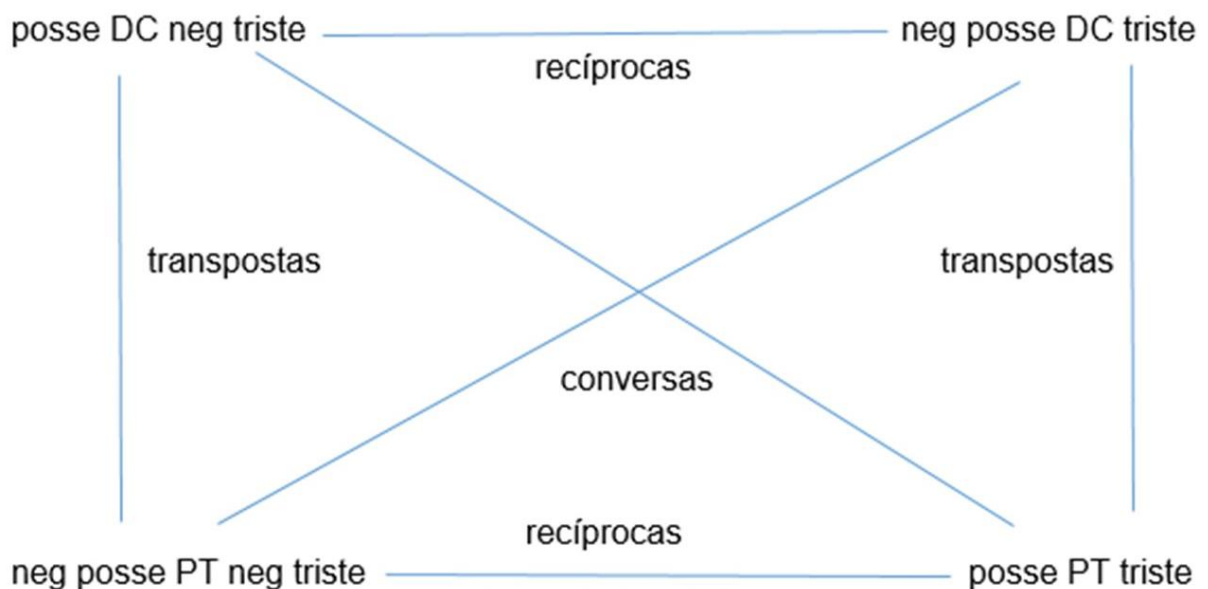 posse DC neg triste
neg posse DC triste
recíprocas
transpostas
transpostas
conversas
recíprocas
neg posse PT neg triste
posse PT triste